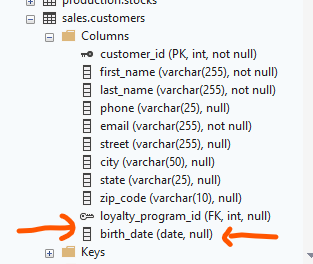 production.stocks
sales.customers
Columns
customer_id (PK, int, not null)
first_name (varchar(255), not null)
last_name (varchar(255), not null)
phone (varchar(25), null)
email (varchar(255), not null)
street (varchar(255), null)
city (varchar(50), null)
state (varchar(25), null)
zip_code (varchar(10), null)
loyalty_program_id (FK, int, null)
birth_date (date, null)
Keys